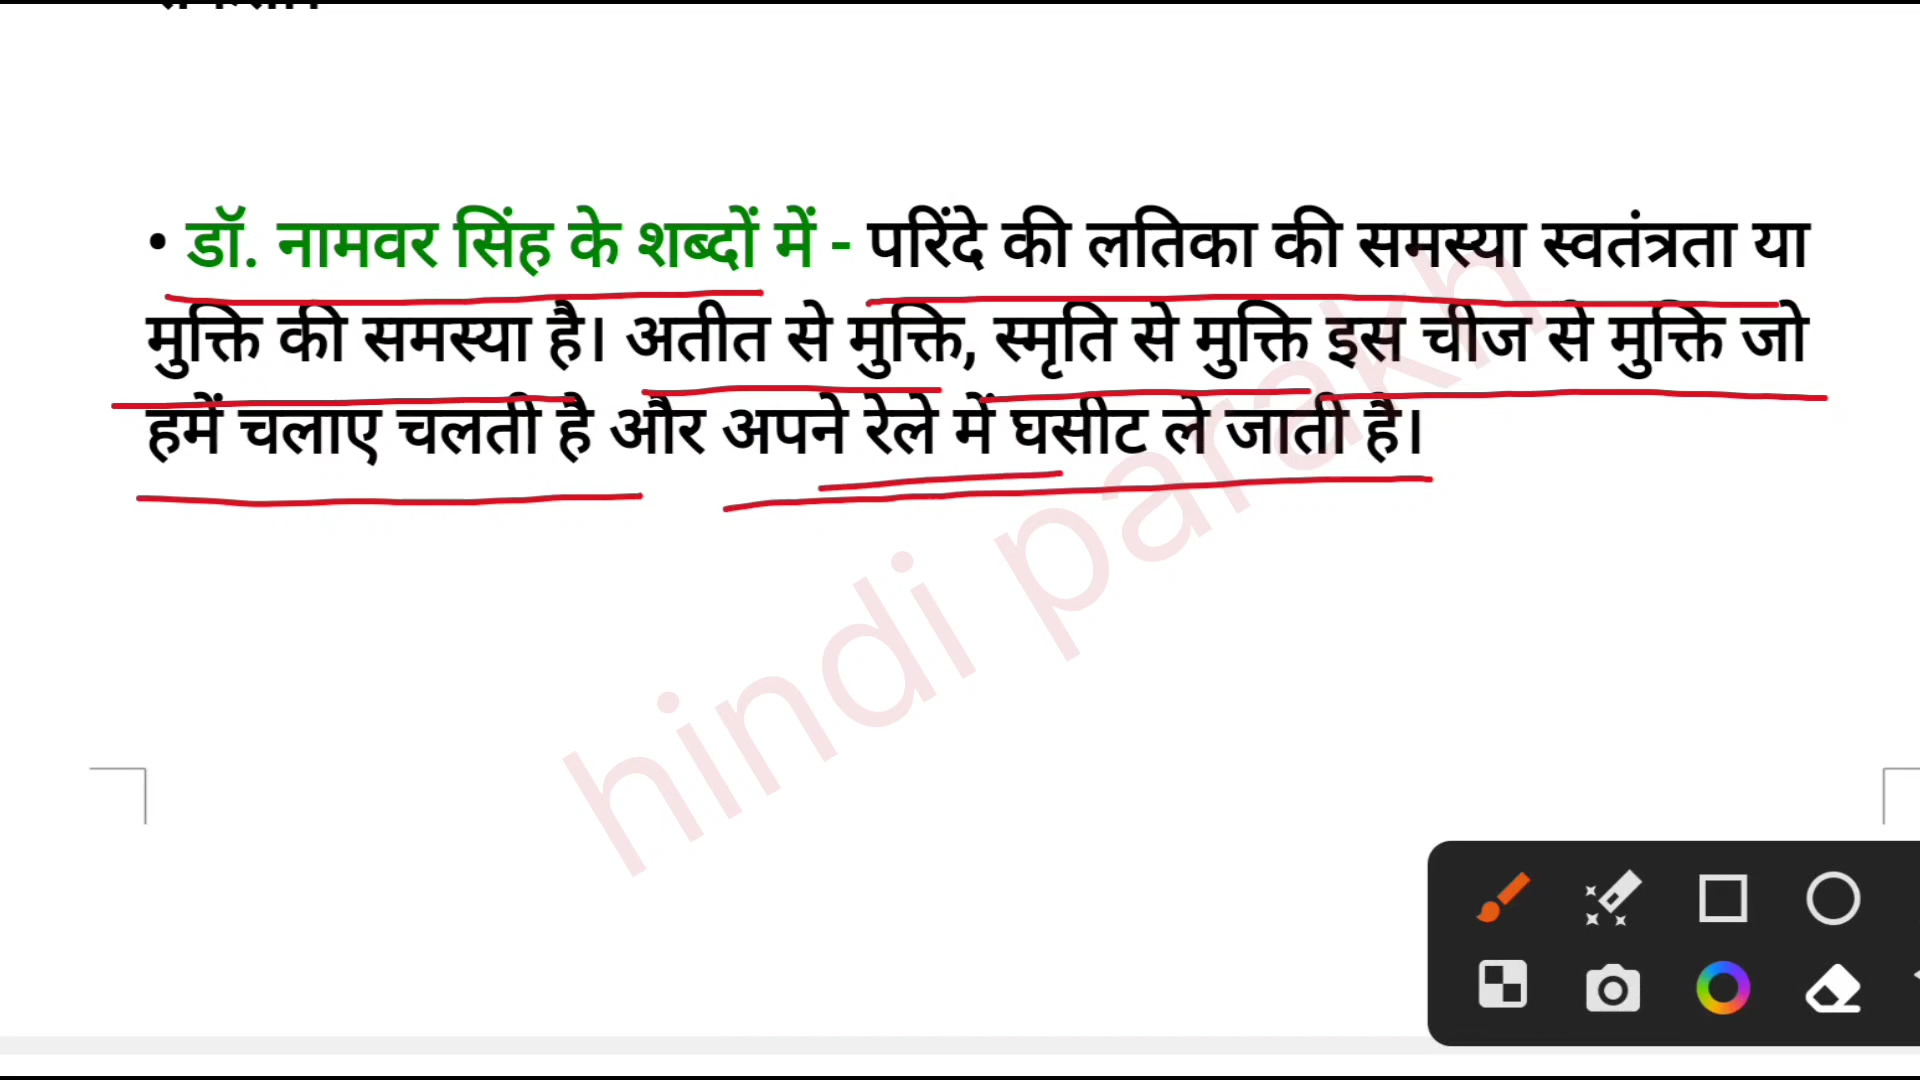 • डॉ. नामवर सिंह के शब्दों में - परिंदे की लतिका की समस्या स्वतंत्रता या
मुक्ति की समस्या है। अतीत से मुक्ति, स्मृति से मुक्ति इस चीज से मुक्ति जो
हमें चलाए चलती है और अपने रेले में घसीट ले जाती है।
hindi parakh